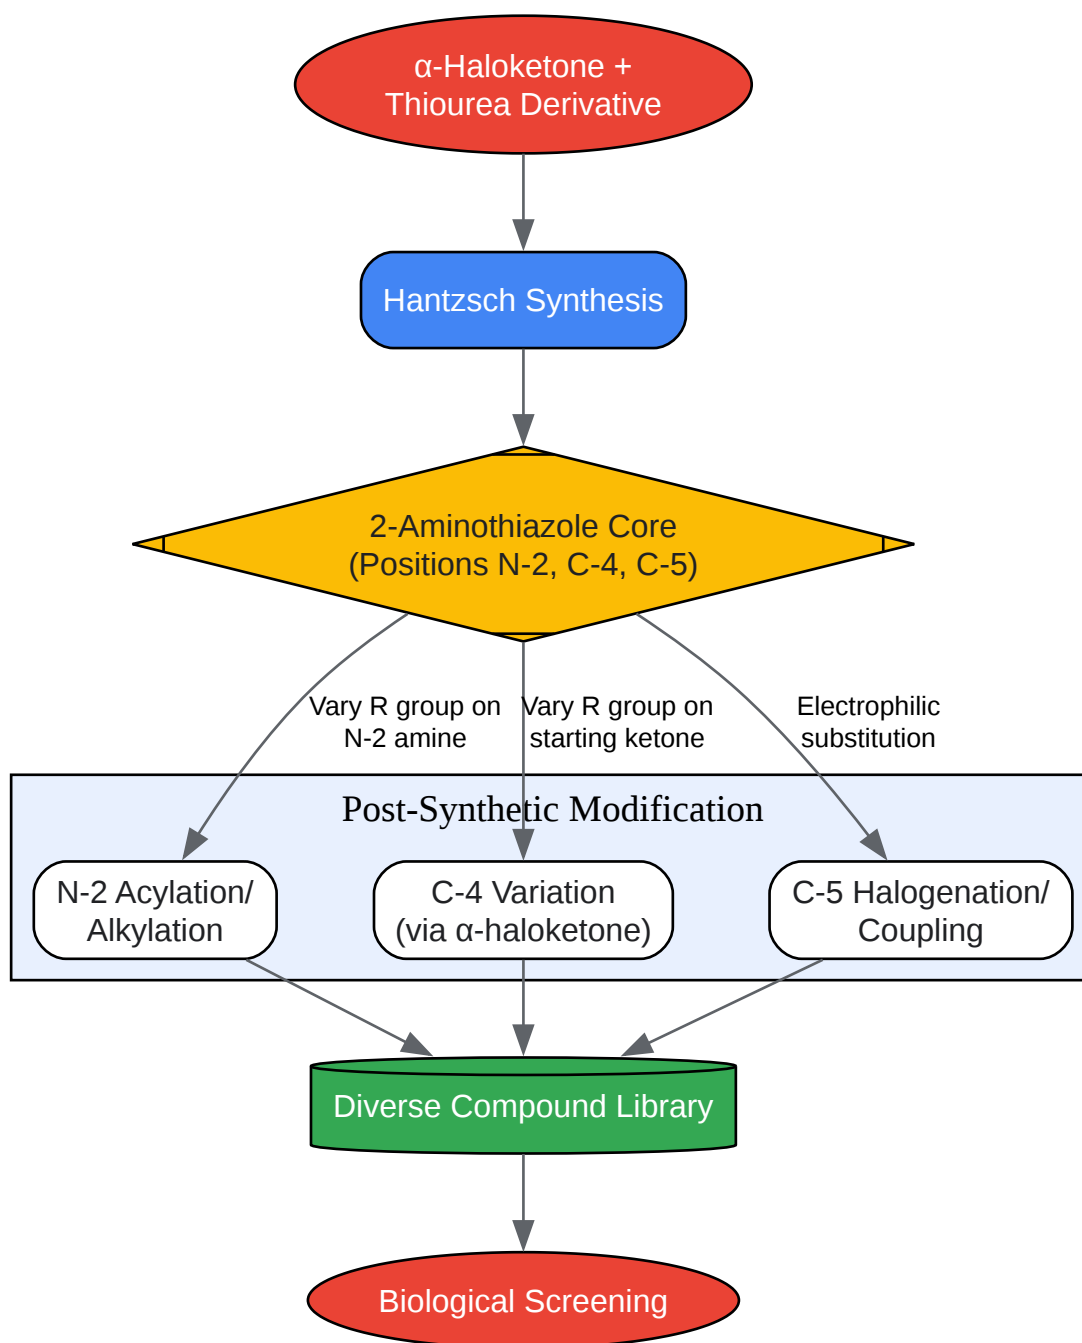 α-Haloketone +
Thiourea Derivative
Hantzsch Synthesis
2-Aminothiazole Core
(Positions N-2, C-4, C-5)
Vary R group on
N-2 amine
Vary R group on
starting ketone
Electrophilic
substitution
Post-Synthetic Modification
N-2 Acylation/
Alkylation
C-4 Variation
(via α-haloketone)
C-5 Halogenation/
Coupling
Diverse Compound Library
Biological Screening